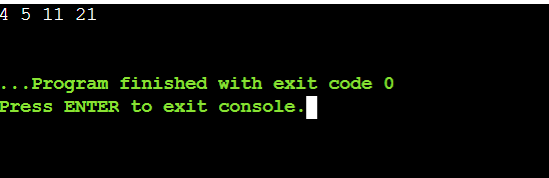 4 5 11 21
...Program finished with exit code 0
Press ENTER to exit console.